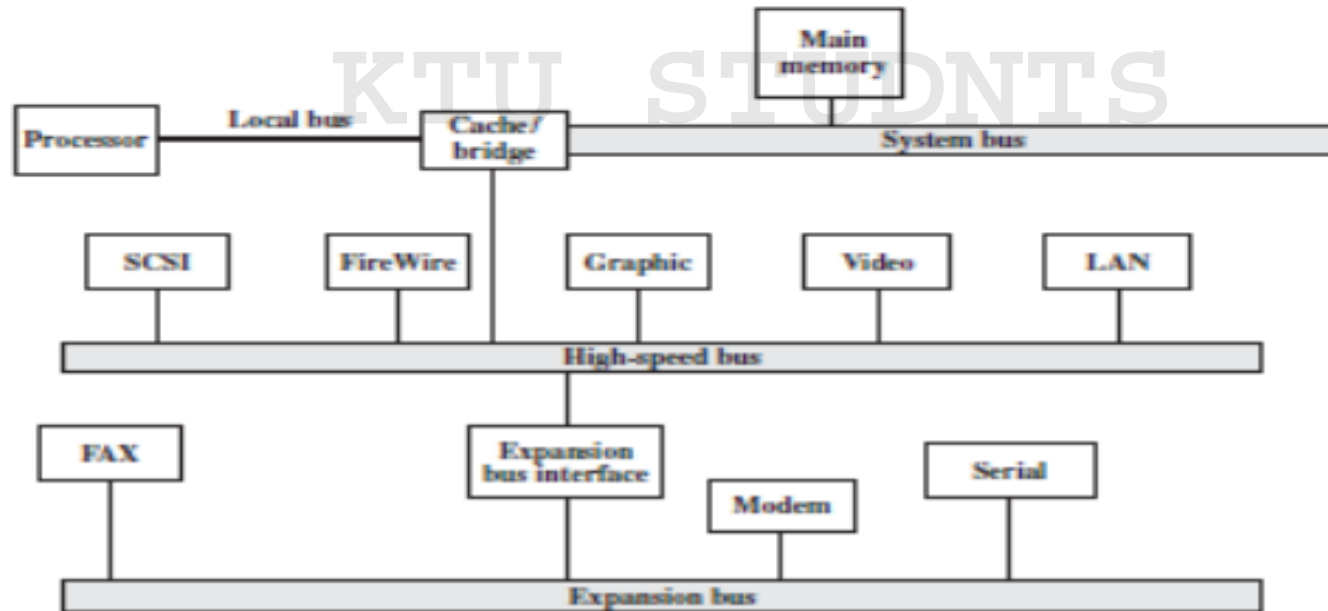 KTU STUDNTS
Main
memory
Processor
Local bus
Cache/
bridge
System bus
SCSI
FireWire
Graphic
Video
LAN
High-speed bus
FAX
Expansion
bus interface
Modem
Serial
Expansion bus